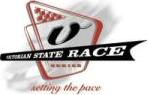 VICTORIAN STATE RACE
SERIES
setting the pace